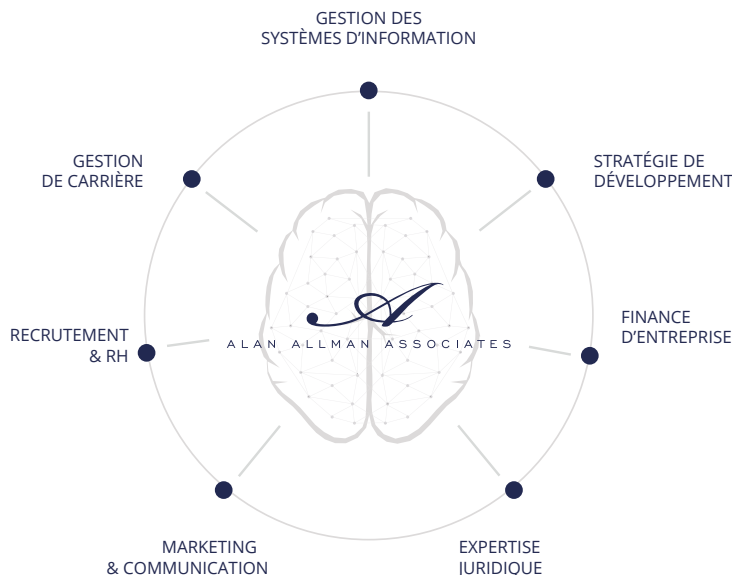 GESTION DES
SYSTÈMES D’INFORMATION
GESTION
DE CARRIÈRE
STRATÉGIE DE
DÉVELOPPEMENT
RECRUTEMENT
& RH
ALAN ALLMAN ASSOCIATES
FINANCE
D’ENTREPRISE
MARKETING
& COMMUNICATION
EXPERTISE
JURIDIQUE